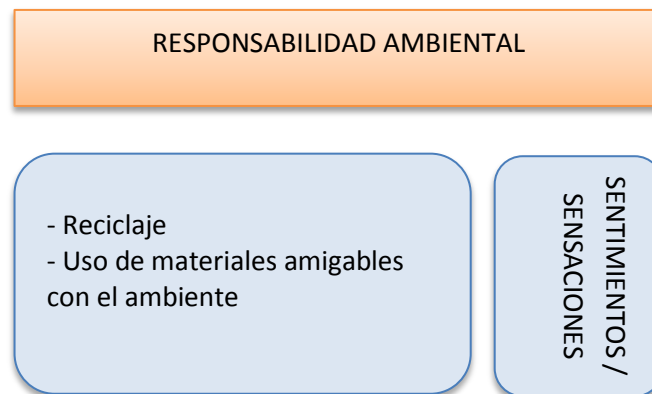 RESPONSABILIDAD AMBIENTAL
- Reciclaje
- Uso de materiales amigables
con el ambiente
SENTIMIENTOS /
SENSACIONES